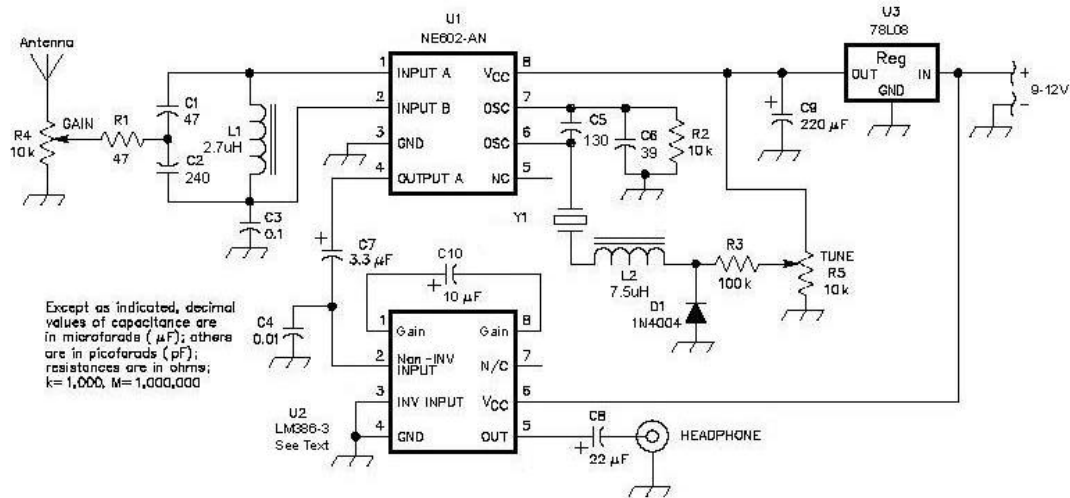 Antenna
R4
10k
GAIN
R1
47
C1
47
C2
240
L1
2.7uH
C3
0.1
U1
NE602-AN
1 INPUT A
2 INPUT B
3 GND
4 OUTPUT A
VCC 8
OSC 7
OSC 6
NC 5
C5
130
C6
39
R2
10k
C9
+
220 µF
U3
78L08
Reg
OUT IN
GND
+
−
9-12V
Y1
L2
7.5uH
D1
1N4004
R3
100k
TUNE
R5
10k
C7
+
3.3 µF
C10
+
10 µF
C4
0.01
Except as indicated, decimal
values of capacitance are
in microfarads ( µF); others
are in picofarads ( pF);
resistances are in ohms;
k=1,000, M=1,000,000
U2
LM386-3
See Text
1 Gain
2 Non-INV
INPUT
3 INV INPUT
4 GND
Gain 8
N/C 7
VCC 6
OUT 5
C8
+
22 µF
HEADPHONE